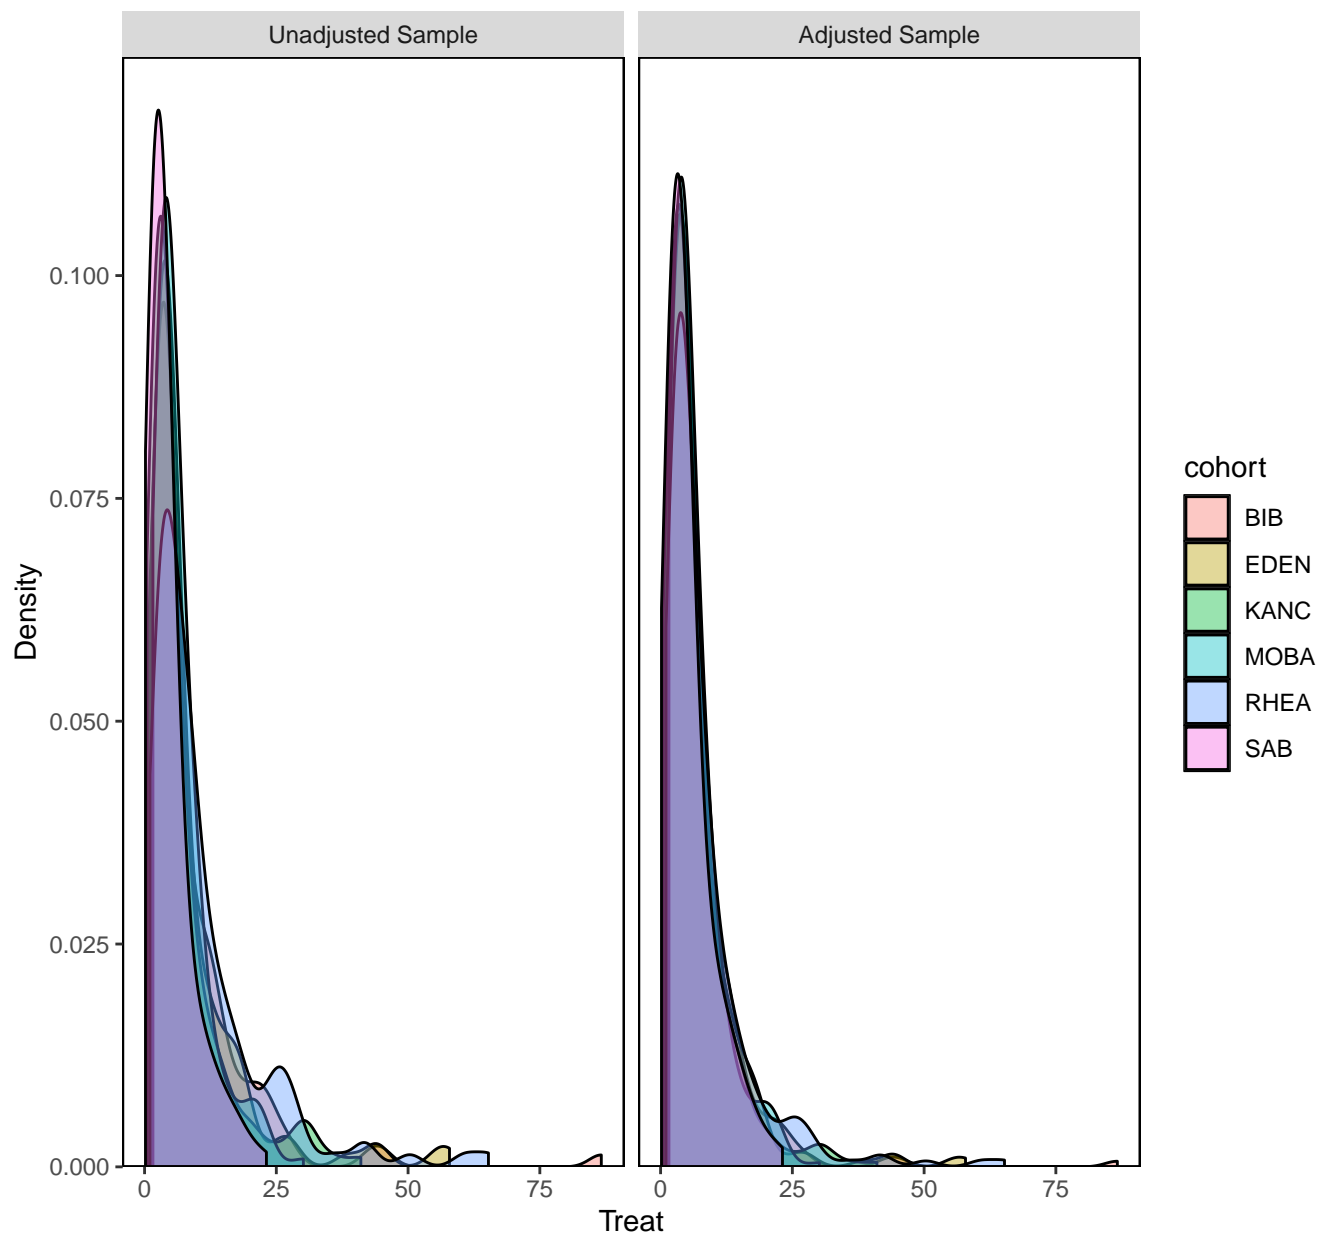 Unadjusted Sample
Adjusted Sample
Density
0.100
0.075
0.050
0.025
0.000
0 25 50 75
0 25 50 75
Treat
cohort
BIB
EDEN
KANC
MOBA
RHEA
SAB